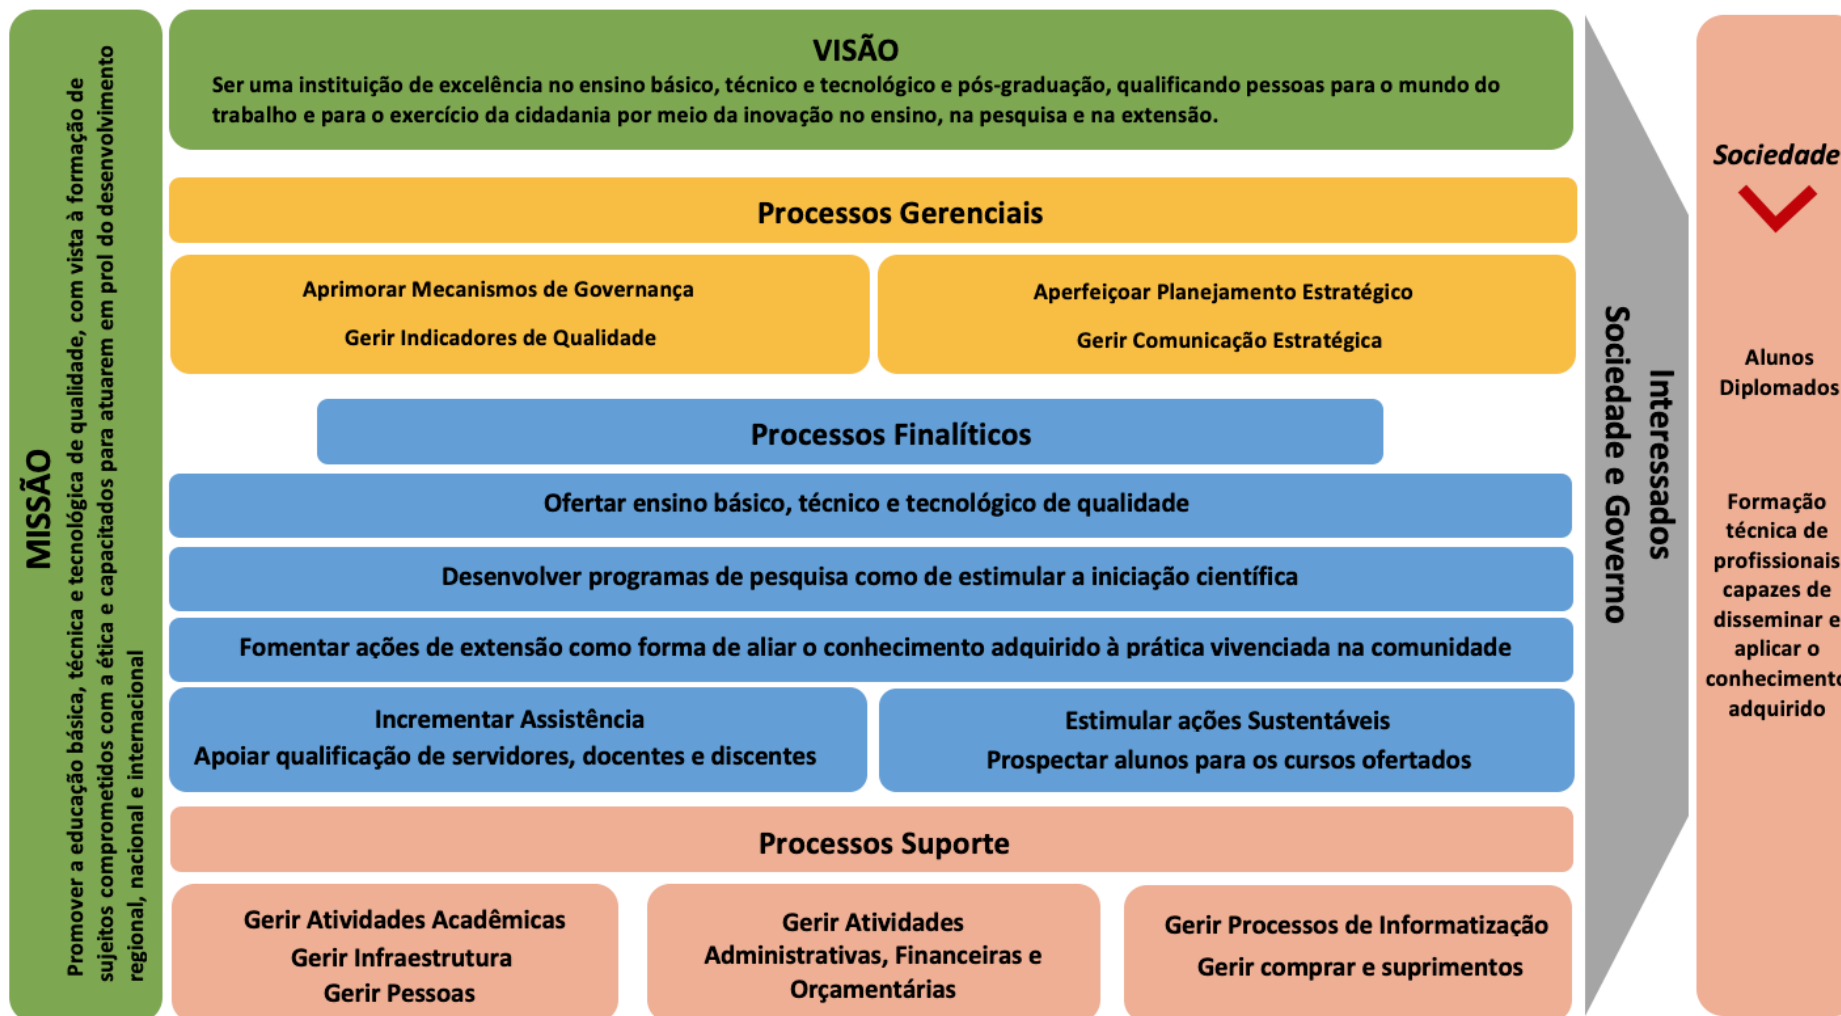 MISSÃO
Promover a educação básica, técnica e tecnológica de qualidade, com vista à formação de
sujeitos comprometidos com a ética e capacitados para atuarem em prol do desenvolvimento
regional, nacional e internacional
VISÃO
Ser uma instituição de excelência no ensino básico, técnico e tecnológico e pós-graduação, qualificando pessoas para o mundo do
trabalho e para o exercício da cidadania por meio da inovação no ensino, na pesquisa e na extensão.
Processos Gerenciais
Aprimorar Mecanismos de Governança
Gerir Indicadores de Qualidade
Aperfeiçoar Planejamento Estratégico
Gerir Comunicação Estratégica
Processos Finalíticos
Ofertar ensino básico, técnico e tecnológico de qualidade
Desenvolver programas de pesquisa como de estimular a iniciação científica
Fomentar ações de extensão como forma de aliar o conhecimento adquirido à prática vivenciada na comunidade
Incrementar Assistência
Apoiar qualificação de servidores, docentes e discentes
Estimular ações Sustentáveis
Prospectar alunos para os cursos ofertados
Processos Suporte
Gerir Atividades Acadêmicas
Gerir Infraestrutura
Gerir Pessoas
Gerir Atividades
Administrativas, Financeiras e
Orçamentárias
Gerir Processos de Informatização
Gerir comprar e suprimentos
Interessados
Sociedade e Governo
Sociedade
Alunos
Diplomados
Formação
técnica de
profissionais
capazes de
disseminar e
aplicar o
conhecimento
adquirido